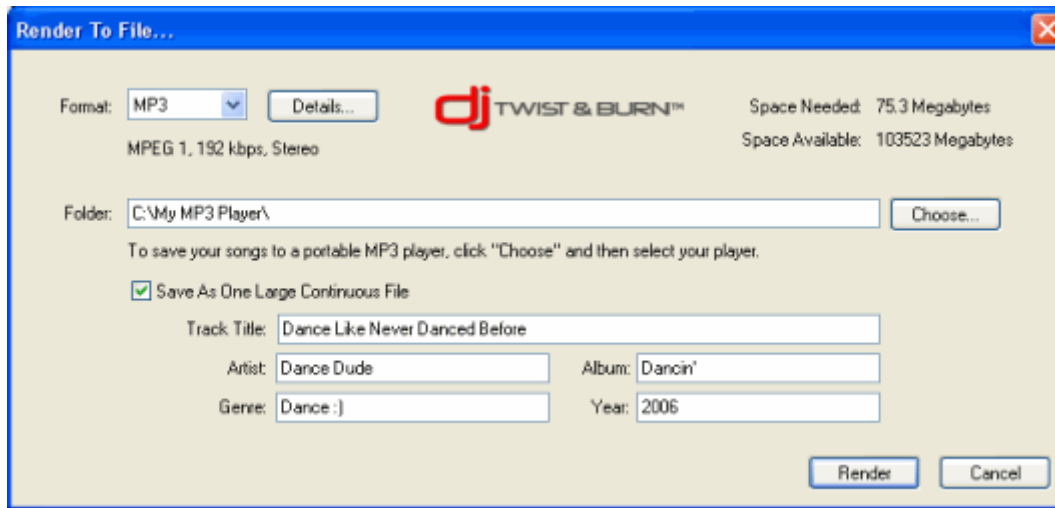 Render To File...
Format: MP3 Details... dj TWIST & BURN™ Space Needed: 75.3 Megabytes
MPEG 1, 192 kbps, Stereo Space Available: 103523 Megabytes
Folder: C:\My MP3 Player\ Choose...
To save your songs to a portable MP3 player, click "Choose" and then select your player.
Save As One Large Continuous File
Track Title: Dance Like Never Danced Before
Artist: Dance Dude Album: Dancin'
Genre: Dance :) Year: 2006
Render Cancel